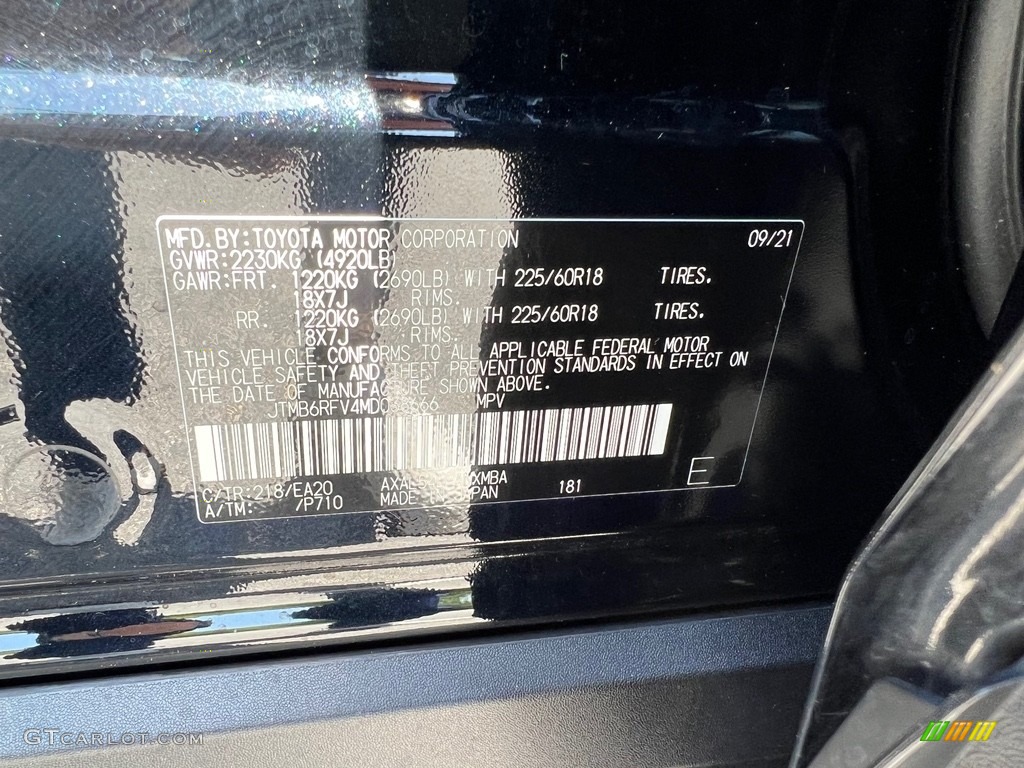 MFD.BY:TOYOTA MOTOR CORPORATION 09/21
GVWR:2230KG (4920LB)
GAWR:FRT. 1220KG (2690LB) WITH 225/60R18 TIRES.
18X7J RIMS.
RR. 1220KG (2690LB) WITH 225/60R18 TIRES.
18X7J RIMS.
THIS VEHICLE CONFORMS TO ALL APPLICABLE FEDERAL MOTOR
VEHICLE SAFETY AND THEFT PREVENTION STANDARDS IN EFFECT ON
THE DATE OF MANUFACTURE SHOWN ABOVE.
MPV
C/TR:218/EA20 181 E
A/TM: /P710 MADE IN JAPAN
GTCARLOT.COM